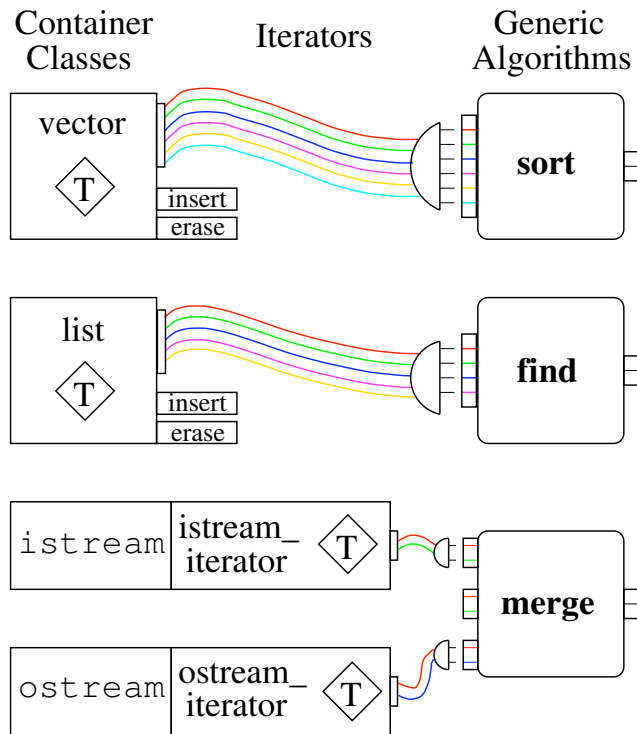 Container Classes
Iterators
Generic Algorithms
vector
T
insert
erase
sort
list
T
insert
erase
find
istream
istream_
iterator
T
merge
ostream
ostream_
iterator
T